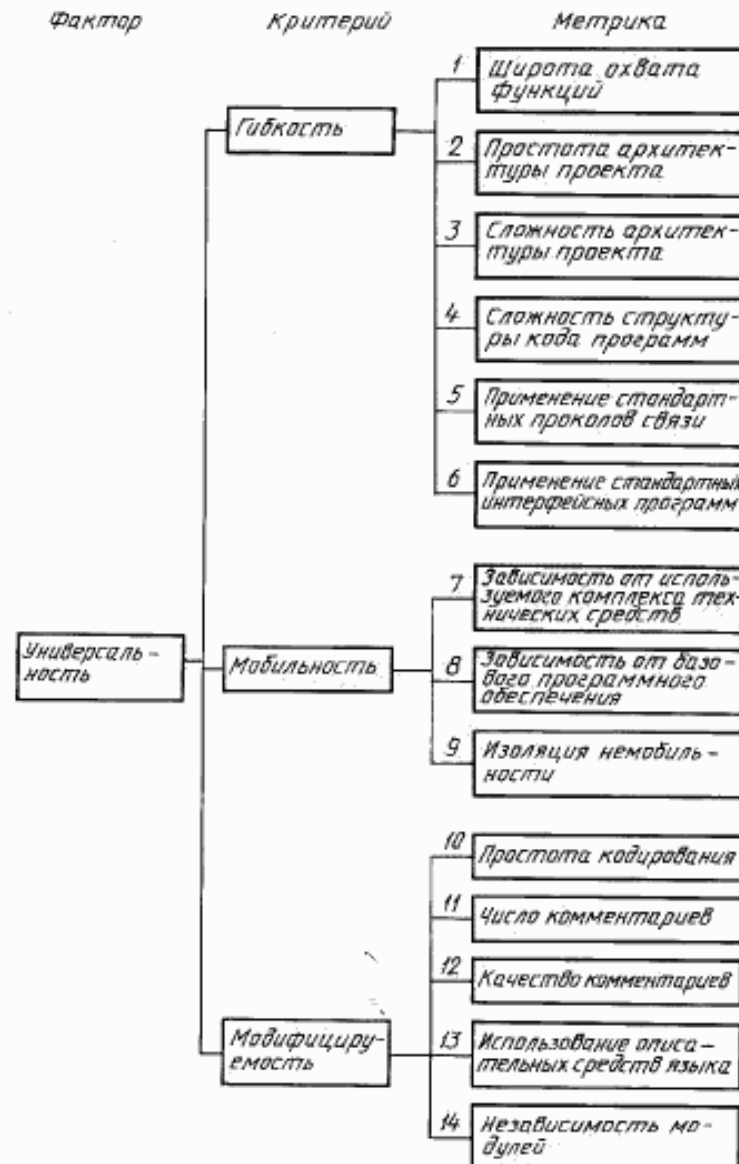 Фактор Критерий Метрика
1 Широта охвата
функций
Гибкость
2 Простота архитек-
туры проекта
3 Сложность архитек-
туры проекта
4 Сложность структу-
ры кода программ
5 Применение стандарт-
ных проколов связи
6 Применение стандартных
интерфейсных программ
Универсаль-
ность
Мобильность
7 Зависимость от исполь-
зуемого комплекса тех-
нических средств
8 Зависимость от базо-
вого программного
обеспечения
9 Изоляция немобиль-
ности
Модифициру-
емость
10 Простота кодирования
11 Число комментариев
12 Качество комментариев
13 Использование описа-
тельных средств языка
14 Независимость мо-
дулей